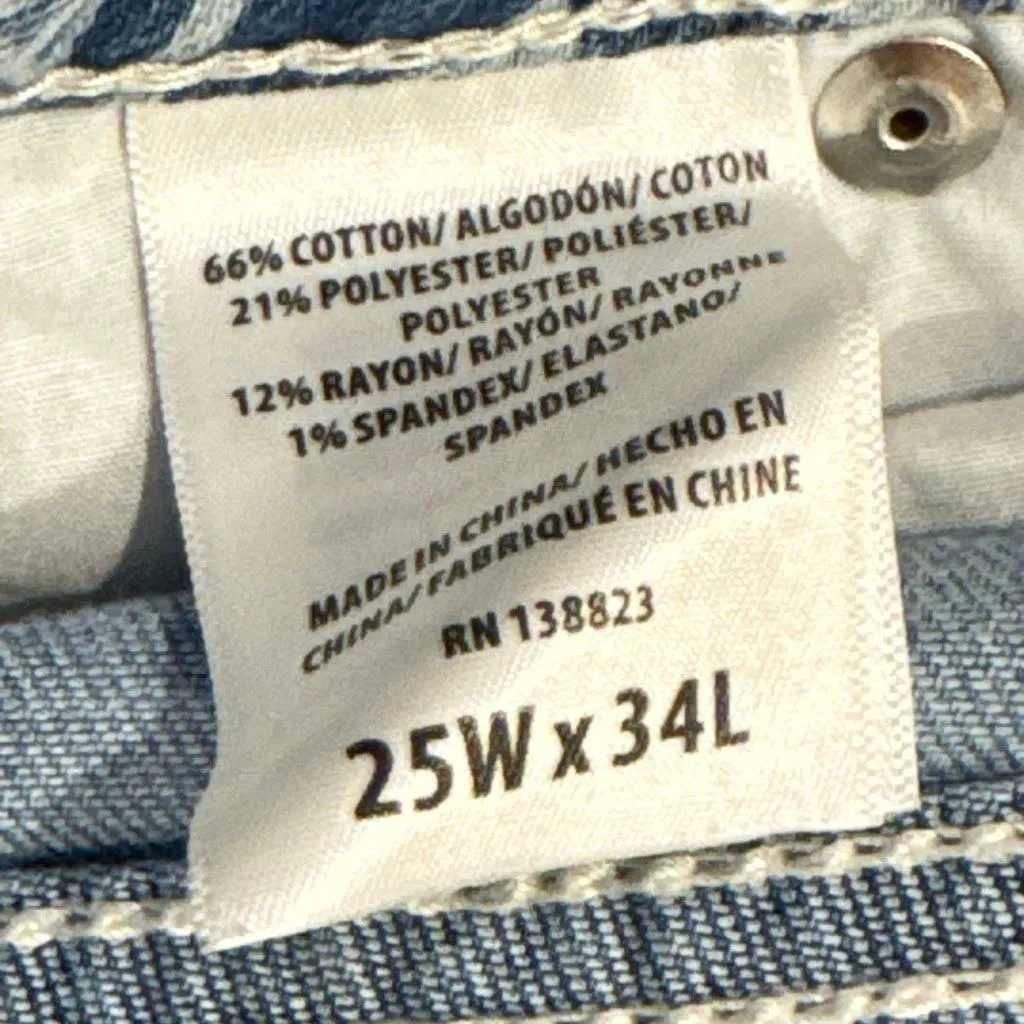 66% COTTON/ ALGODÓN/ COTON
21% POLYESTER/ POLIÉSTER/
POLYESTER
12% RAYON/ RAYÓN/ RAYONNE
1% SPANDEX/ ELASTANO/
SPANDEX
MADE IN CHINA/ HECHO EN
CHINA/ FABRIQUÉ EN CHINE
RN 138823
25W x 34L